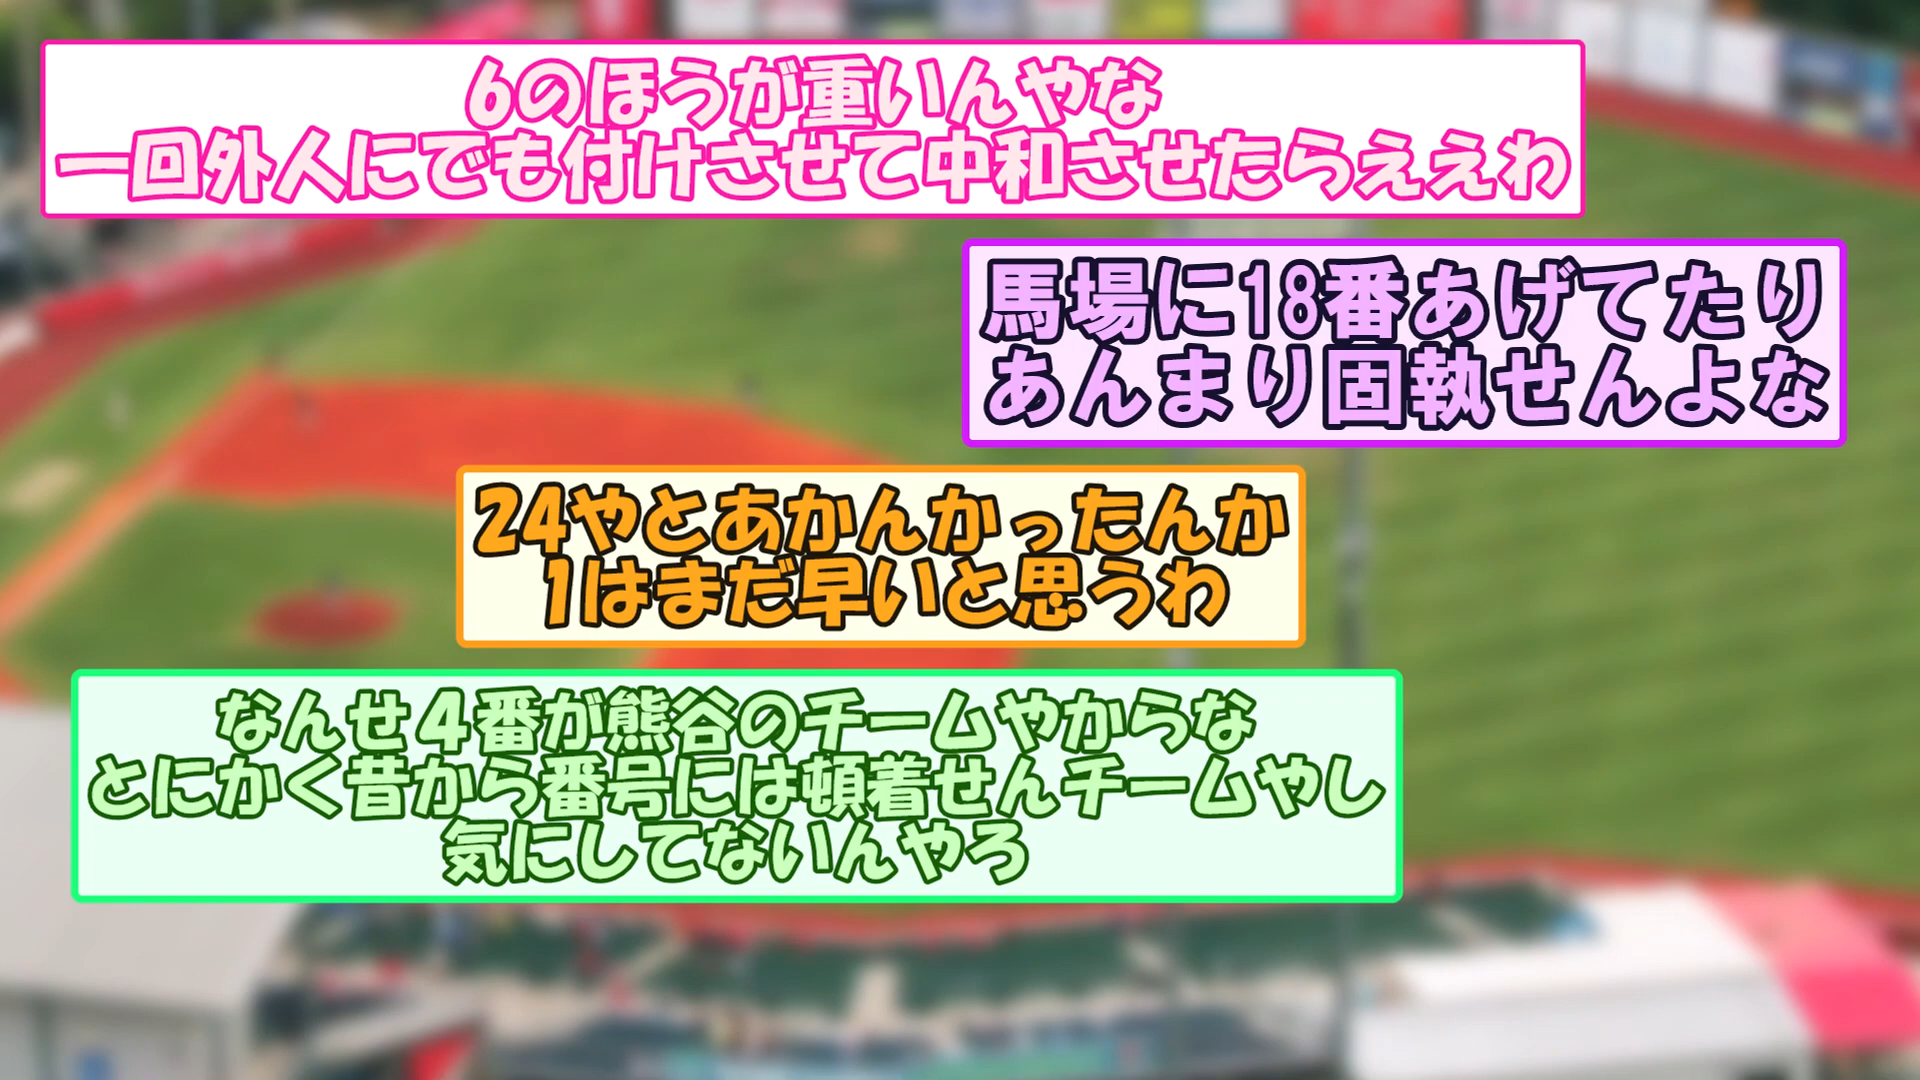 6のほうが重いんやな
一回外人にでも付けさせて中和させたらええわ
馬場に18番あげてたり
あんまり固執せんよな
24やとあかんかったんか
1はまだ早いと思うわ
なんせ４番が熊谷のチームやからな
とにかく昔から番号には頓着せんチームやし
気にしてないんやろ